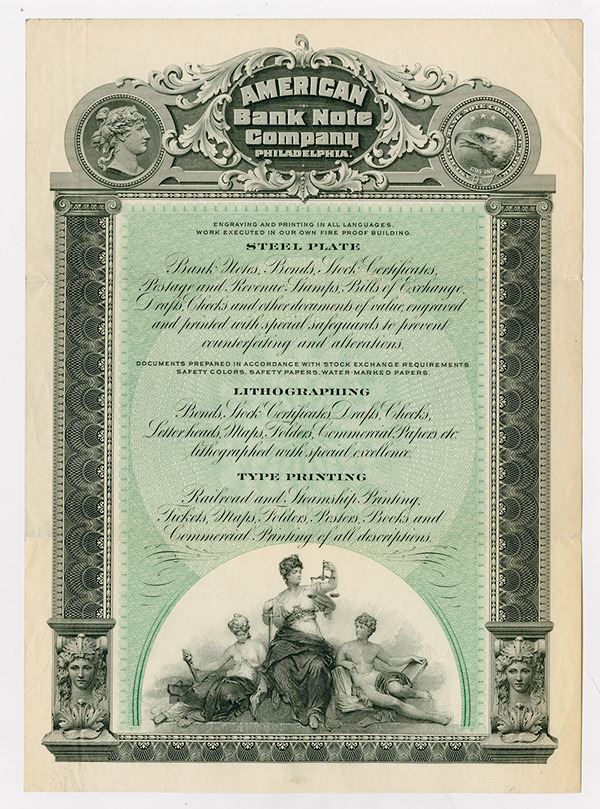 AMERICAN
Bank Note
Company
PHILADELPHIA.
ENGRAVING AND PRINTING IN ALL LANGUAGES.
WORK EXECUTED IN OUR OWN FIRE PROOF BUILDING.
STEEL PLATE
Bank Notes, Bonds, Stock Certificates,
Postage and Revenue Stamps, Bills of Exchange,
Drafts, Checks and other documents of value, engraved
and printed with special safeguards to prevent
counterfeiting and alterations.
DOCUMENTS PREPARED IN ACCORDANCE WITH STOCK EXCHANGE REQUIREMENTS
SAFETY COLORS, SAFETY PAPERS, WATER-MARKED PAPERS.
LITHOGRAPHING
Bonds, Stock Certificates, Drafts, Checks,
Letterheads, Maps, Folders, Commercial Papers etc.
lithographed with special excellence.
TYPE PRINTING
Railroad and Steamship Printing,
Tickets, Maps, Folders, Posters, Books and
Commercial Printing of all descriptions.